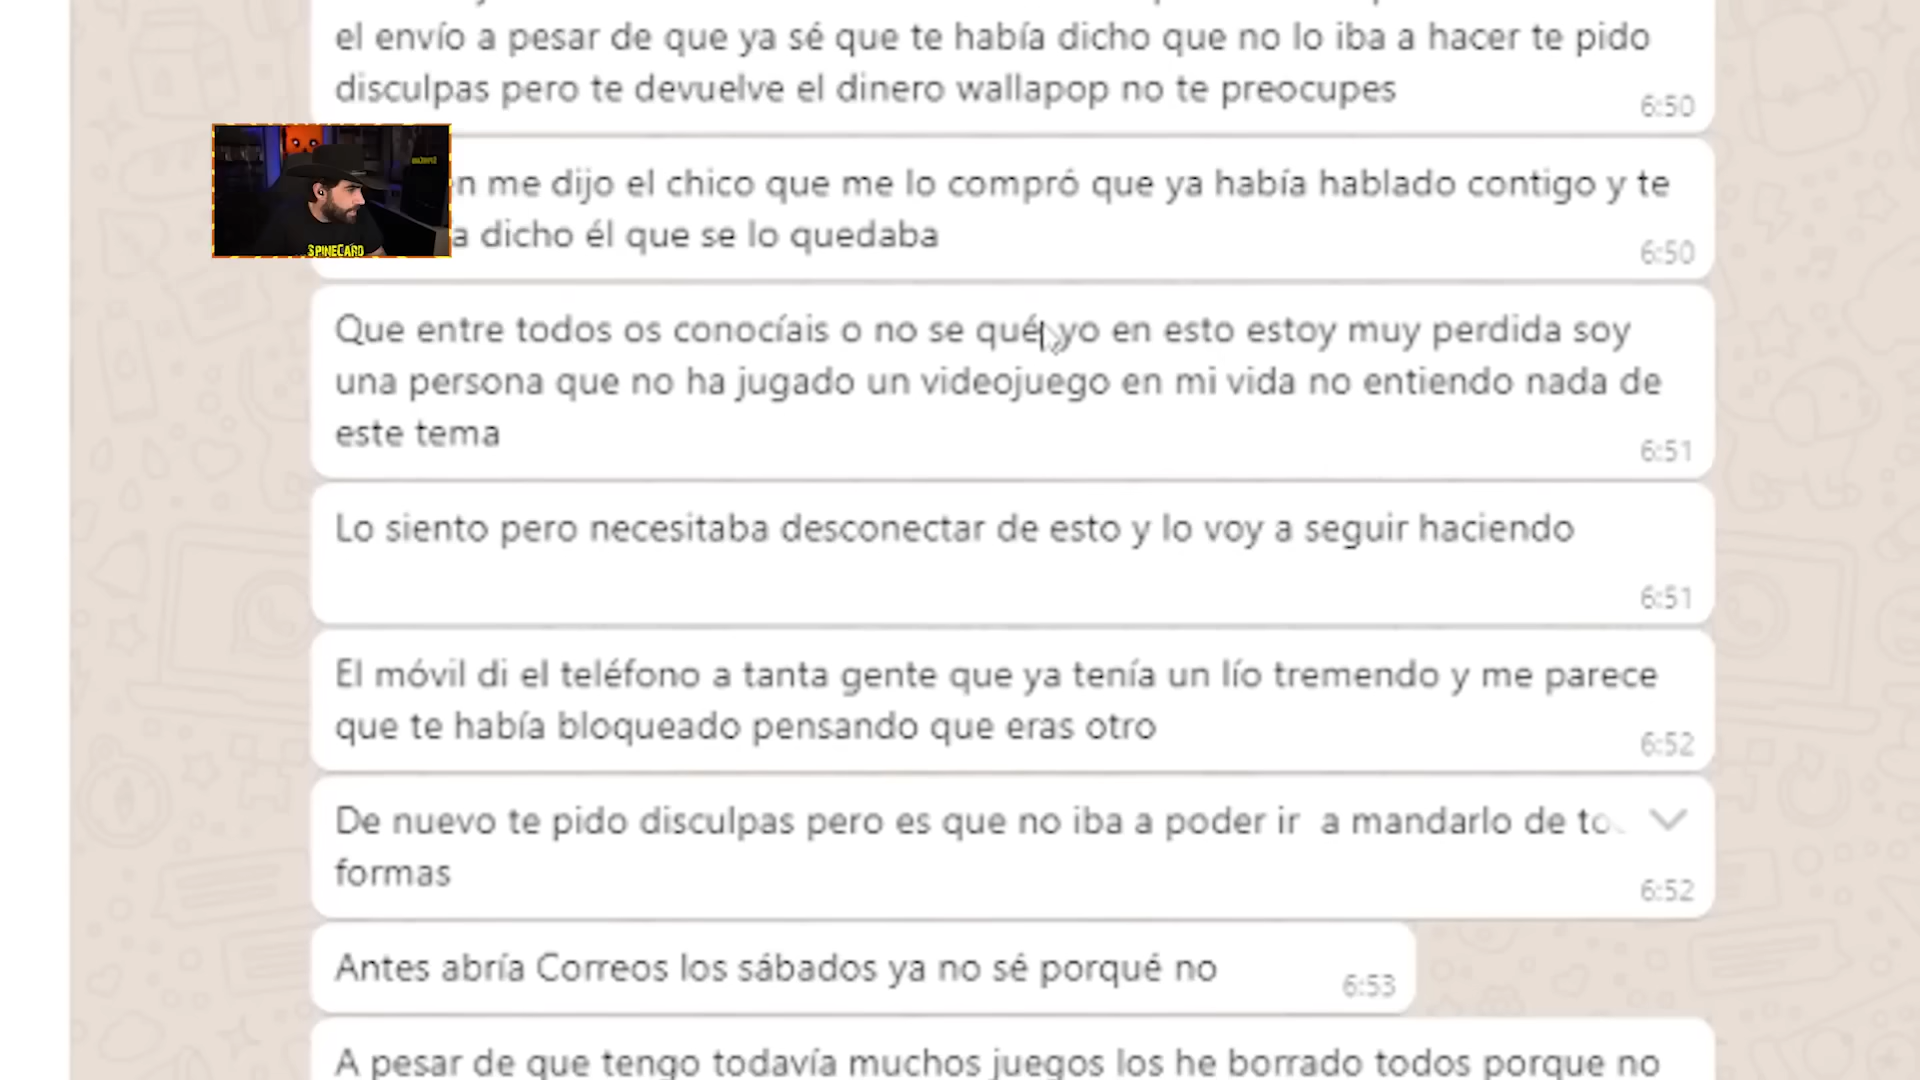 el envío a pesar de que ya sé que te había dicho que no lo iba a hacer te pido
disculpas pero te devuelve el dinero wallapop no te preocupes
6:50
n me dijo el chico que me lo compró que ya había hablado contigo y te
a dicho él que se lo quedaba
6:50
SPINECARD
Que entre todos os conocíais o no se qué yo en esto estoy muy perdida soy
una persona que no ha jugado un videojuego en mi vida no entiendo nada de
este tema
6:51
Lo siento pero necesitaba desconectar de esto y lo voy a seguir haciendo
6:51
El móvil di el teléfono a tanta gente que ya tenía un lío tremendo y me parece
que te había bloqueado pensando que eras otro
6:52
De nuevo te pido disculpas pero es que no iba a poder ir a mandarlo de to
formas
6:52
Antes abría Correos los sábados ya no sé porqué no
6:53
A pesar de que tengo todavía muchos juegos los he borrado todos porque no